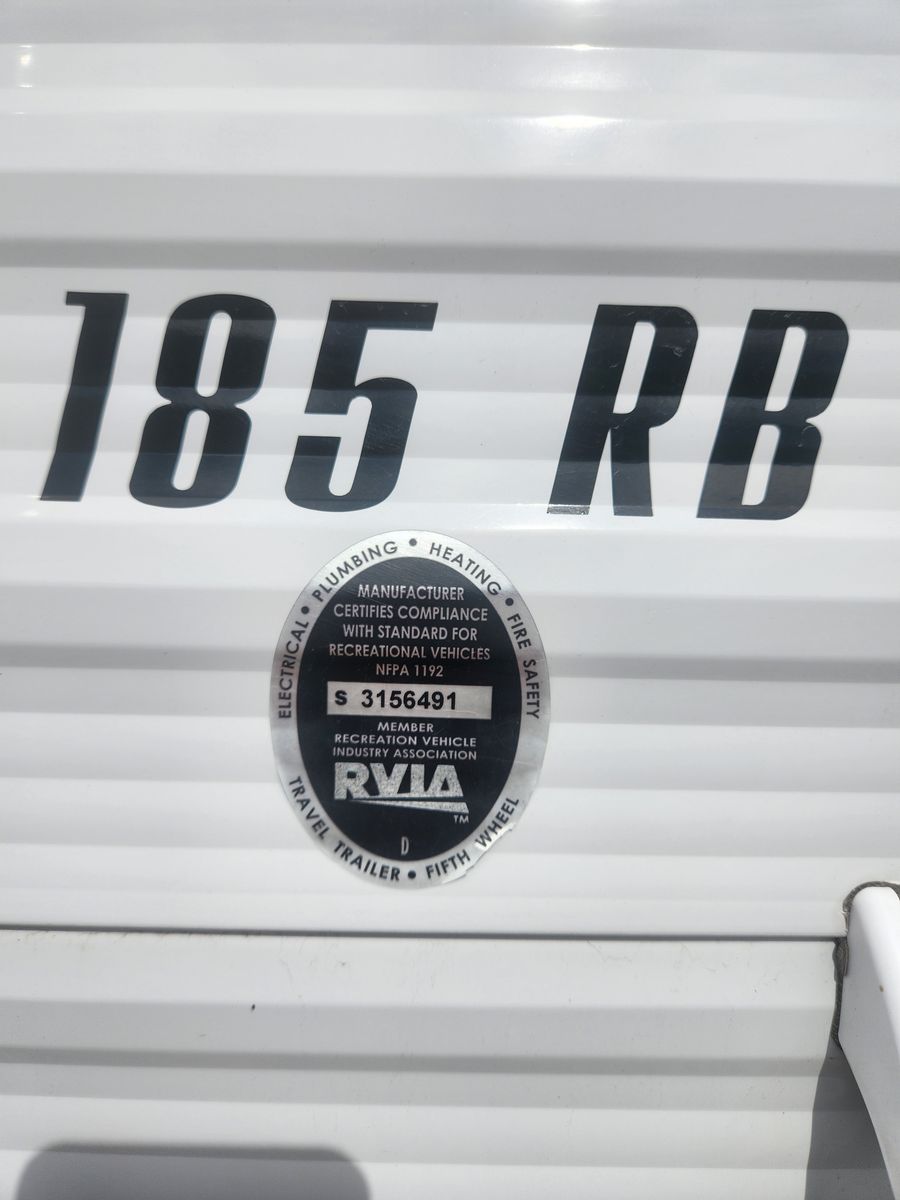 185 RB
ELECTRICAL • PLUMBING • HEATING • FIRE SAFETY
MANUFACTURER
CERTIFIES COMPLIANCE
WITH STANDARD FOR
RECREATIONAL VEHICLES
NFPA 1192
S 3156491
MEMBER
RECREATION VEHICLE
INDUSTRY ASSOCIATION
RVIA
TM
D
TRAVEL TRAILER • FIFTH WHEEL